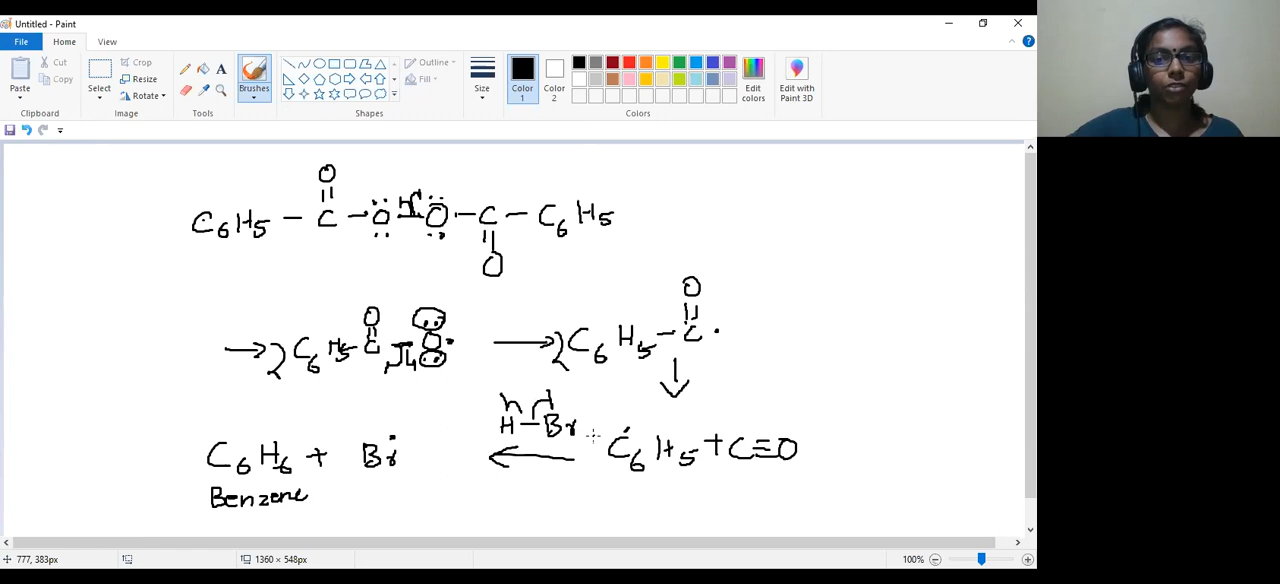 Untitled - Paint
File Home View
Paste Cut Copy Clipboard
Select Crop Resize Rotate Image
Tools
Brushes
Shapes Outline Fill
Size
Color 1 Color 2 Edit colors Colors
Edit with Paint 3D
O
C6H5 - C - O - O - C - C6H5
O
O O
→ 2C6H5 C - O. → 2C6H5 - C.
H - Br
C6H6 + Br ← C6H5 + C≡O
Benzene
777, 383px 1360 × 548px 100%